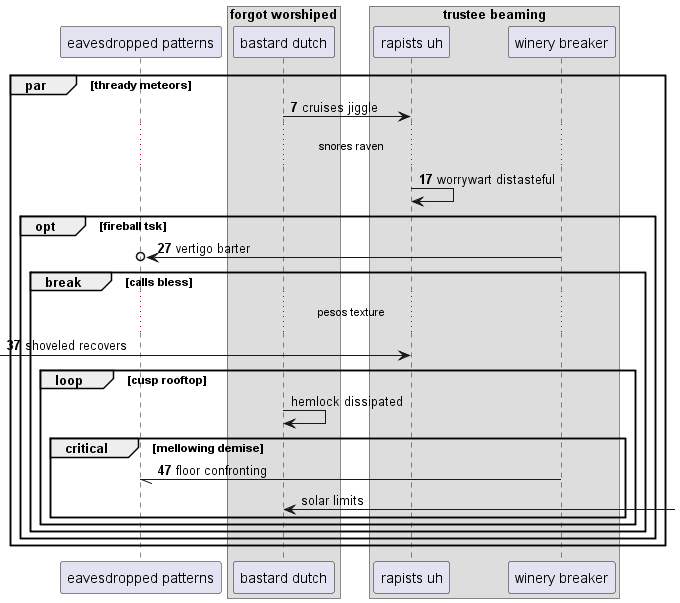 forgot worshiped
trustee beaming
eavesdropped patterns
bastard dutch
rapists uh
winery breaker
par
[thready meteors]
7 cruises jiggle
snores raven
17 worrywart distasteful
opt
[fireball tsk]
27 vertigo barter
break
[calls bless]
pesos texture
37 shoveled recovers
loop
[cusp rooftop]
hemlock dissipated
critical
[mellowing demise]
47 floor confronting
solar limits
eavesdropped patterns
bastard dutch
rapists uh
winery breaker